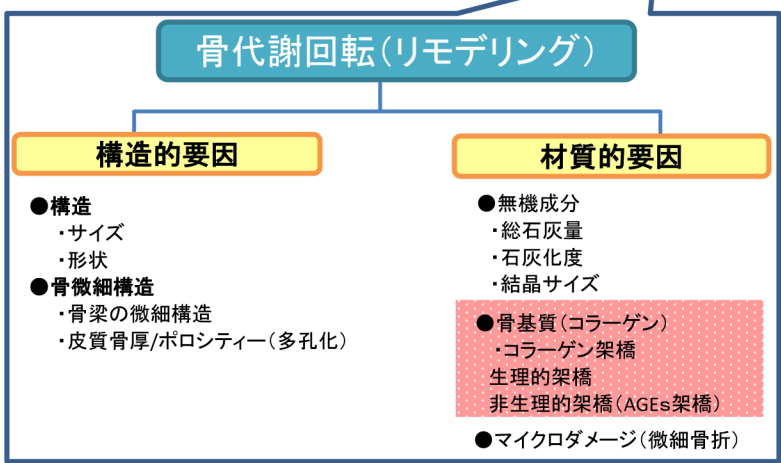 骨代謝回転(リモデリング)
構造的要因
●構造
・サイズ
・形状
●骨微細構造
・骨梁の微細構造
・皮質骨厚/ポロシティー(多孔化)
材質的要因
●無機成分
・総石灰量
・石灰化度
・結晶サイズ
●骨基質(コラーゲン)
・コラーゲン架橋
生理的架橋
非生理的架橋(AGEs架橋)
●マイクロダメージ(微細骨折)